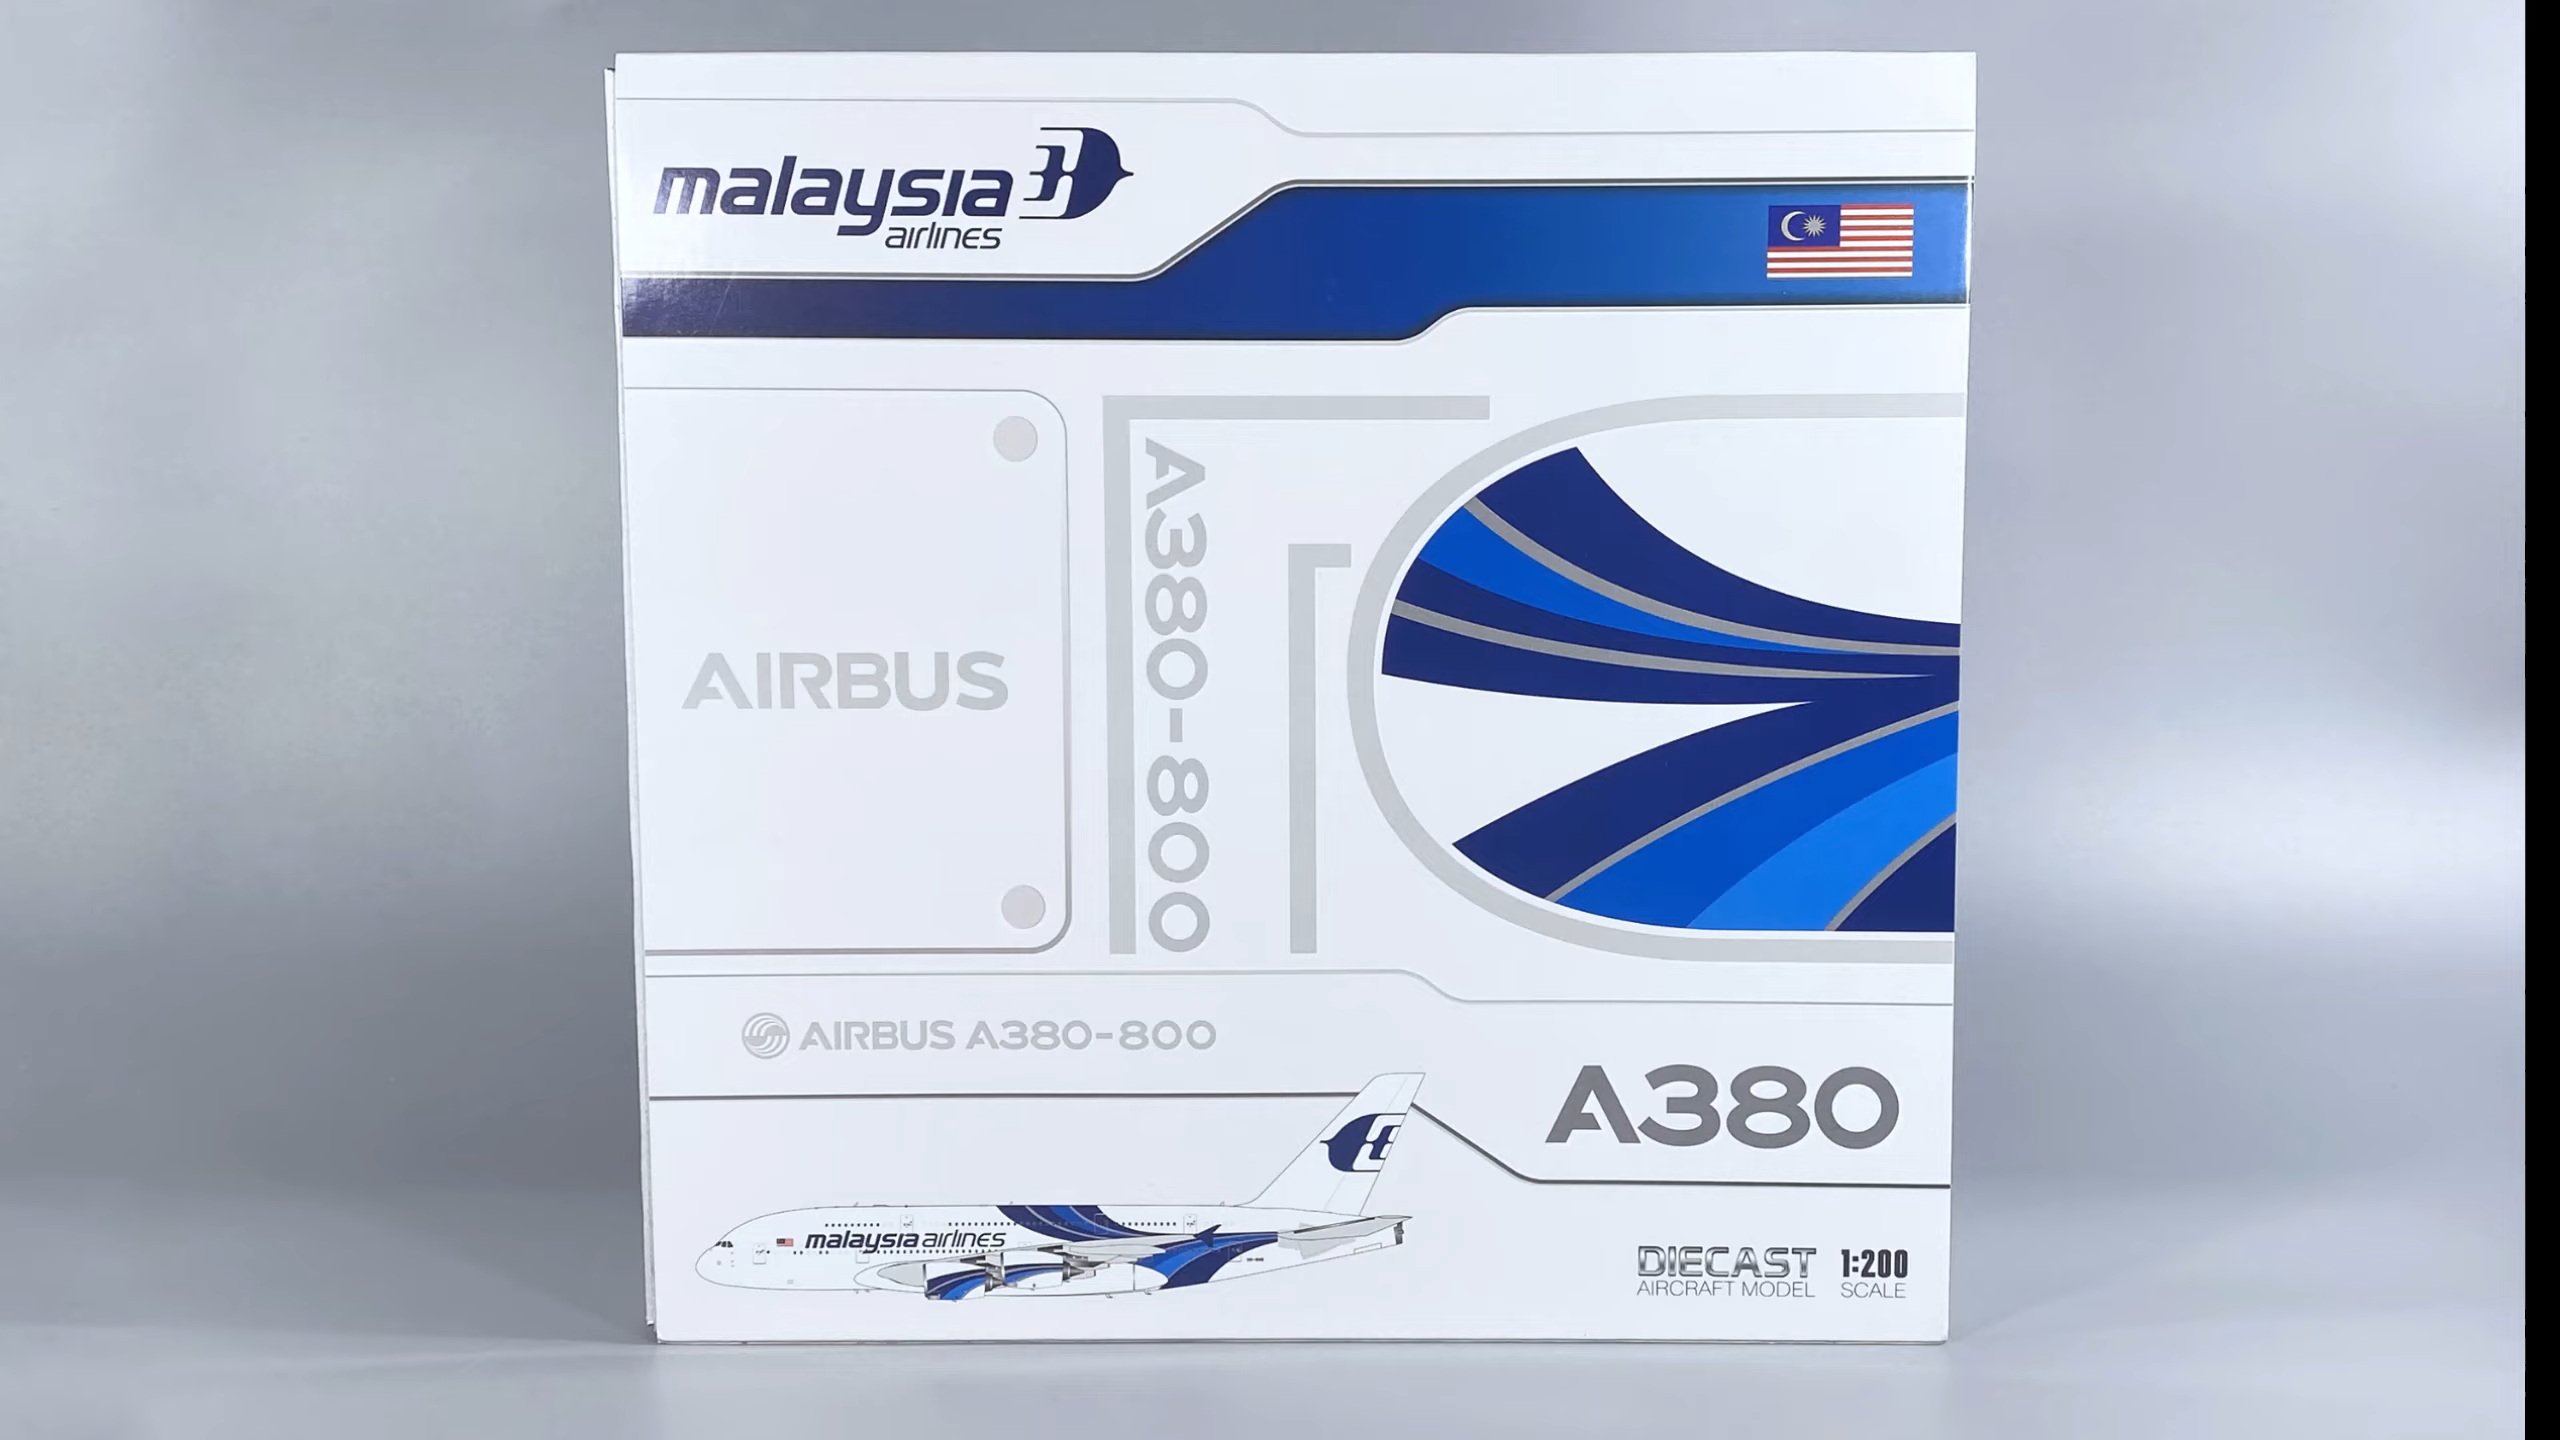 malaysia
airlines
AIRBUS
A380-800
AIRBUS A380-800
A380
malaysia airlines
DIECAST
AIRCRAFT MODEL
1:200
SCALE